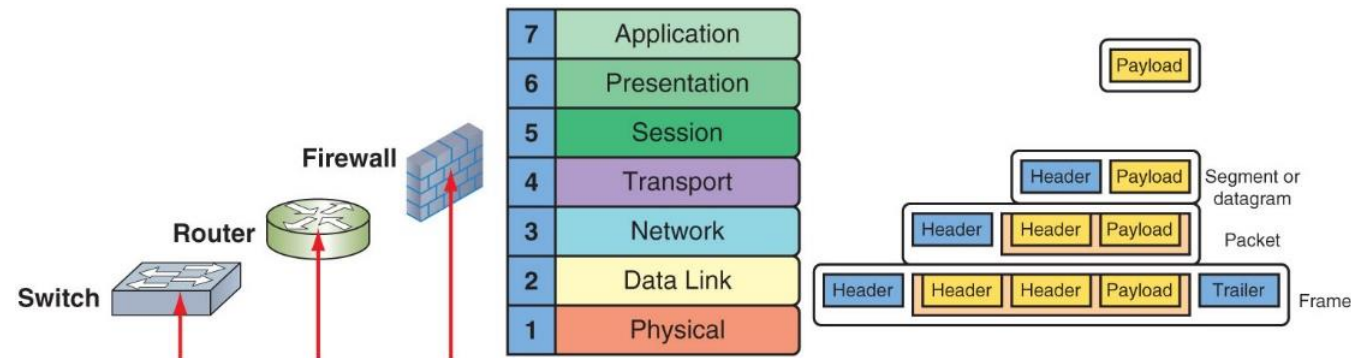 7 Application
Payload
6 Presentation
5 Session
Firewall
4 Transport
Header Payload
Segment or
datagram
Router
3 Network
Header Header Payload
Packet
Switch
2 Data Link
Header Header Header Payload Trailer
Frame
1 Physical